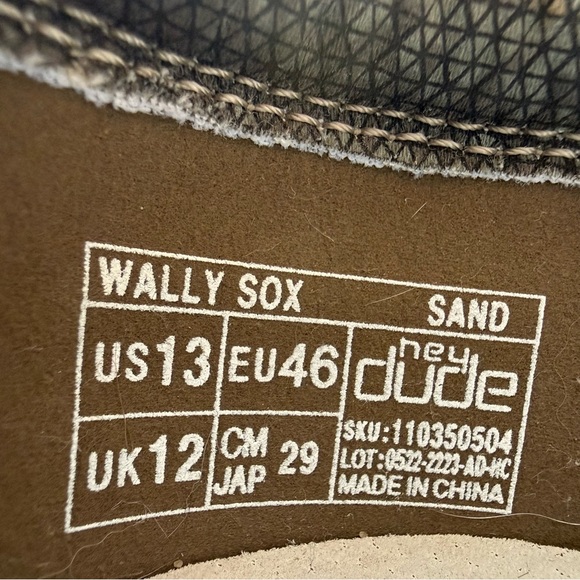 WALLY SOX SAND
US13 EU46 hey dude
UK12 CM JAP 29
SKU:110350504
LOT:0522-2223-AD-HC
MADE IN CHINA